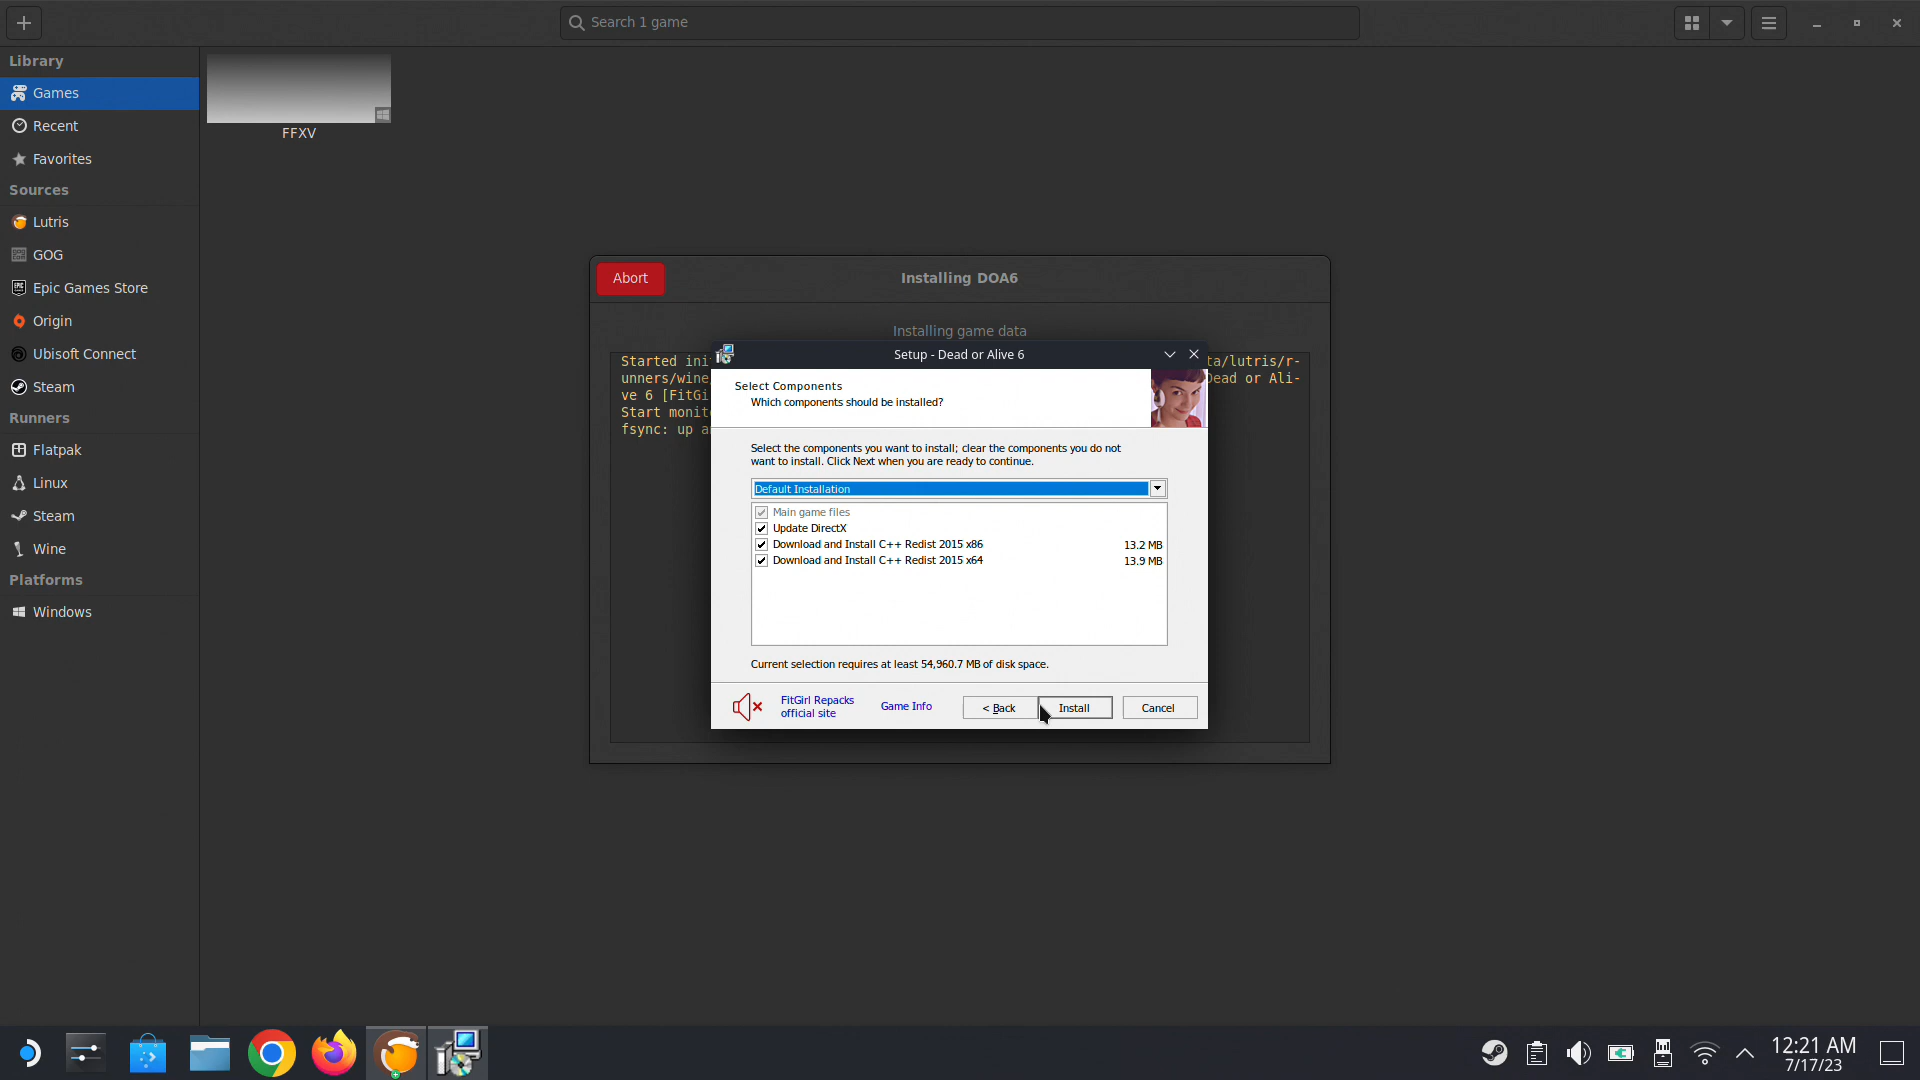 Search 1 game
Library
Games
Recent
Favorites
Sources
Lutris
GOG
Epic Games Store
Origin
Ubisoft Connect
Steam
Runners
Flatpak
Linux
Steam
Wine
Platforms
Windows
FFXV
Abort
Installing DOA6
Installing game data
Started ini
ta/lutris/r-
unners/wine
Dead or Ali-
ve 6 [FitGi
Start monit
fsync: up a
Setup - Dead or Alive 6
Select Components
Which components should be installed?
Select the components you want to install; clear the components you do not
want to install. Click Next when you are ready to continue.
Default Installation
Main game files
Update DirectX
Download and Install C++ Redist 2015 x86 13.2 MB
Download and Install C++ Redist 2015 x64 13.9 MB
Current selection requires at least 54,960.7 MB of disk space.
FitGirl Repacks
official site
Game Info
< Back
Install
Cancel
12:21 AM
7/17/23